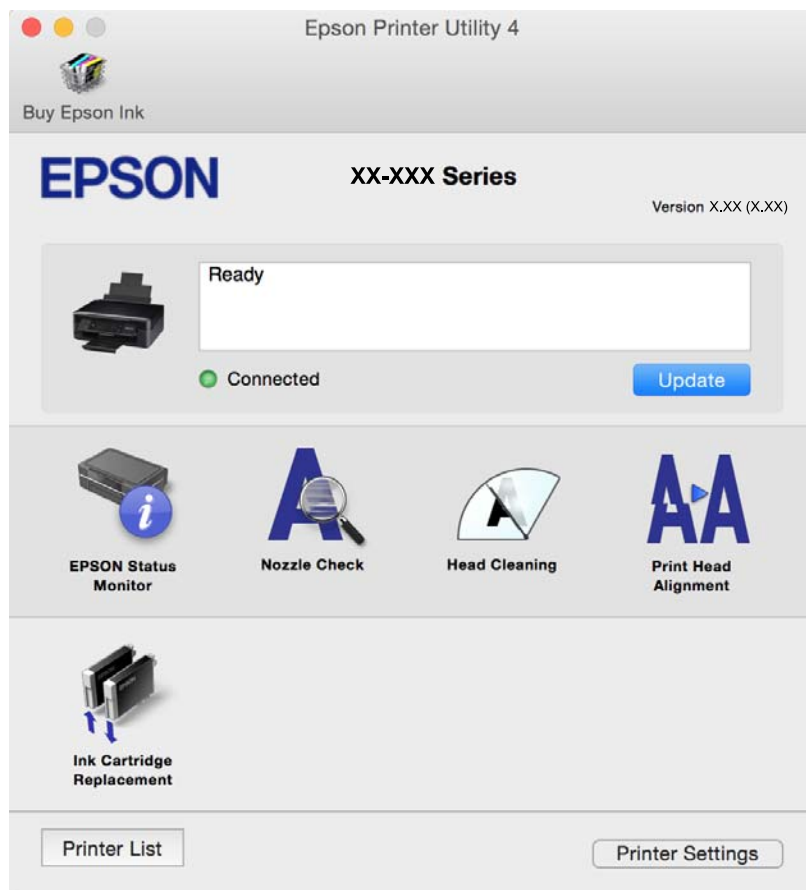 Epson Printer Utility 4
Buy Epson Ink
EPSON
XX-XXX Series
Version X.XX (X.XX)
Ready
Connected
Update
EPSON Status
Monitor
Nozzle Check
Head Cleaning
Print Head
Alignment
Ink Cartridge
Replacement
Printer List
Printer Settings